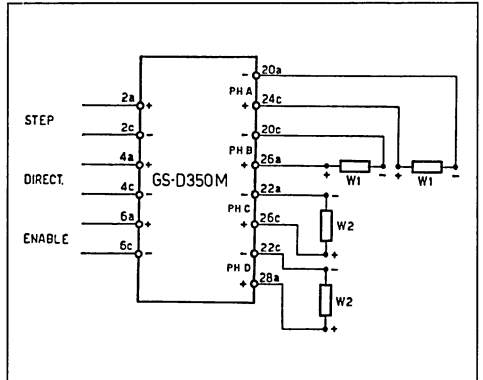 20a
-
PH A
24c
+
2a
+
20c
-
STEP
2c
-
PH B
26a
+
+ W1 - + W1 -
4a
+
DIRECT.
GS-D350M
22a
-
-
4c
-
PH C
W2
26c
+
6a
+
+
22c
-
-
ENABLE
6c
-
PH D
28a
+
W2
+